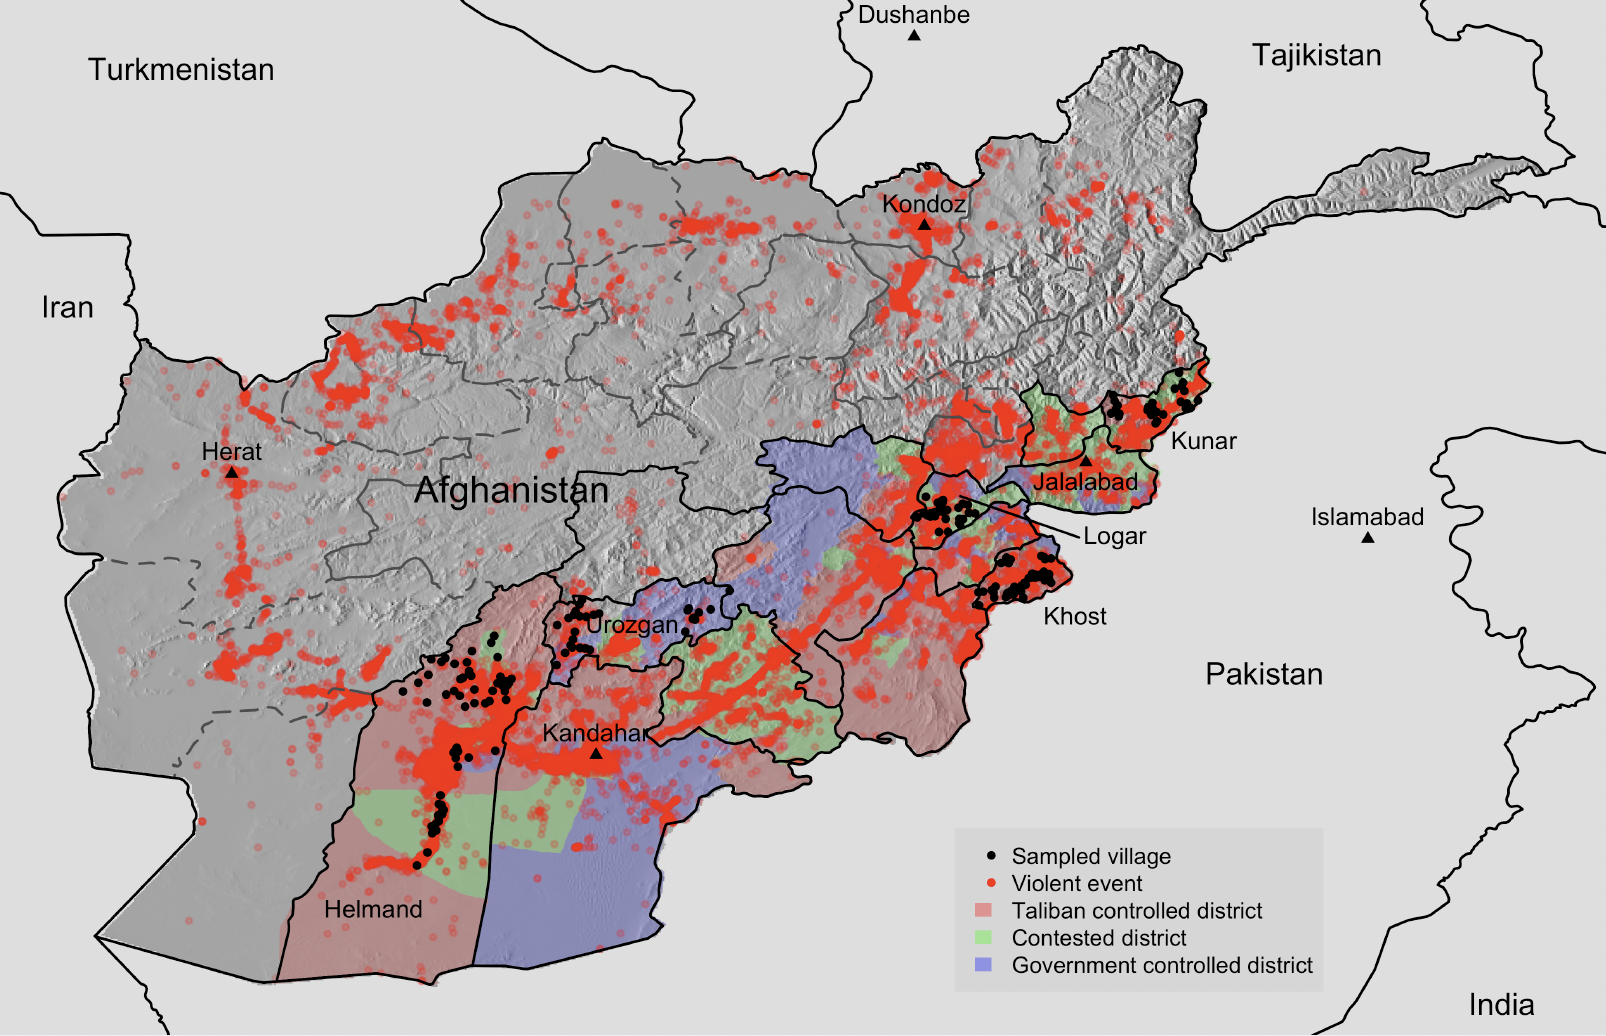 Dushanbe
Turkmenistan
Tajikistan
Kondoz
Iran
Kunar
Herat
Jalalabad
Afghanistan
Islamabad
Logar
Khost
Urozgan
Pakistan
Kandahar
Sampled village
Violent event
Helmand
Taliban controlled district
Contested district
Government controlled district
India